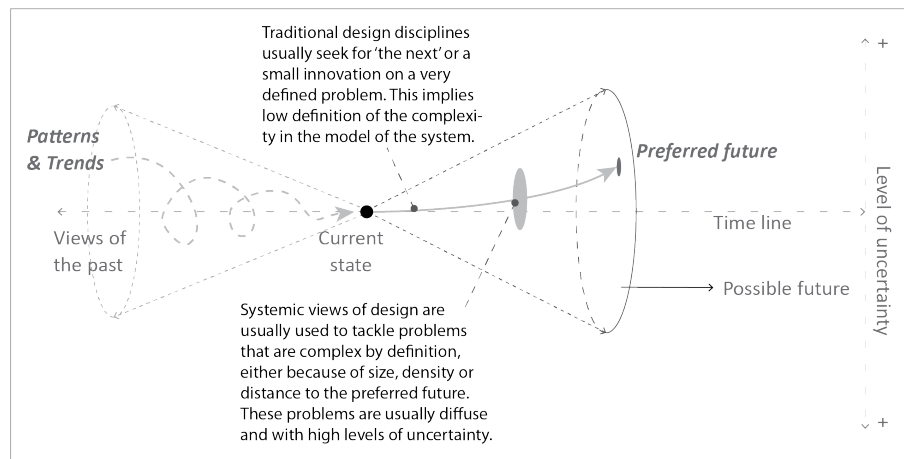 Traditional design disciplines
usually seek for ‘the next’ or a
small innovation on a very
defined problem. This implies
low definition of the complexi-
ty in the model of the system.
Patterns
& Trends
Preferred future
Views of
the past
Current
state
Time line
Possible future
Systemic views of design are
usually used to tackle problems
that are complex by definition,
either because of size, density or
distance to the preferred future.
These problems are usually diffuse
and with high levels of uncertainty.
+
Level of uncertainty
+